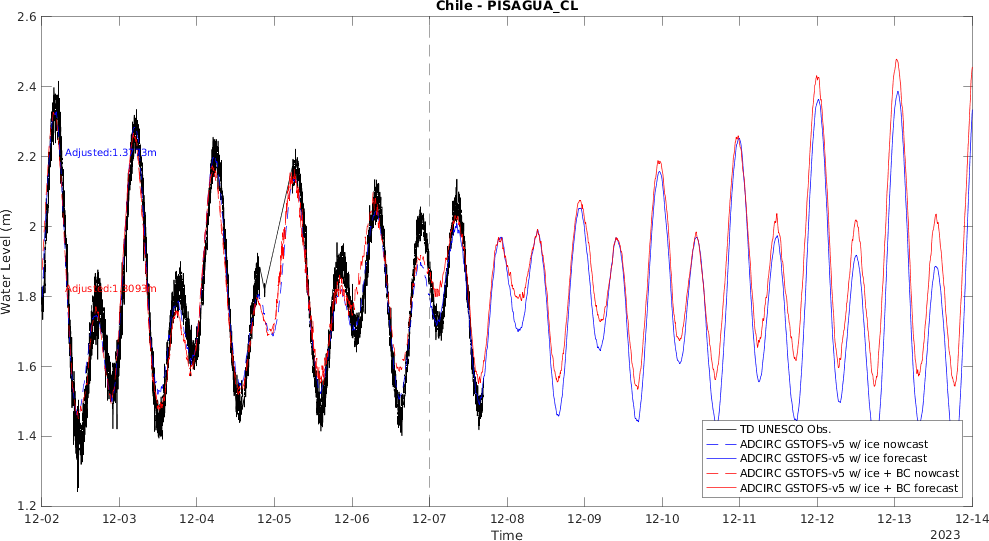 Chile - PISAGUA_CL
2.6
2.4
2.2
2
1.8
1.6
1.4
1.2
Water Level (m)
Adjusted:
Adjusted:
TD UNESCO Obs.
ADCIRC GSTOFS-v5 w/ ice nowcast
ADCIRC GSTOFS-v5 w/ ice forecast
ADCIRC GSTOFS-v5 w/ ice + BC nowcast
ADCIRC GSTOFS-v5 w/ ice + BC forecast
12-02 12-03 12-04 12-05 12-06 12-07 12-08 12-09 12-10 12-11 12-12 12-13 12-14
Time
2023